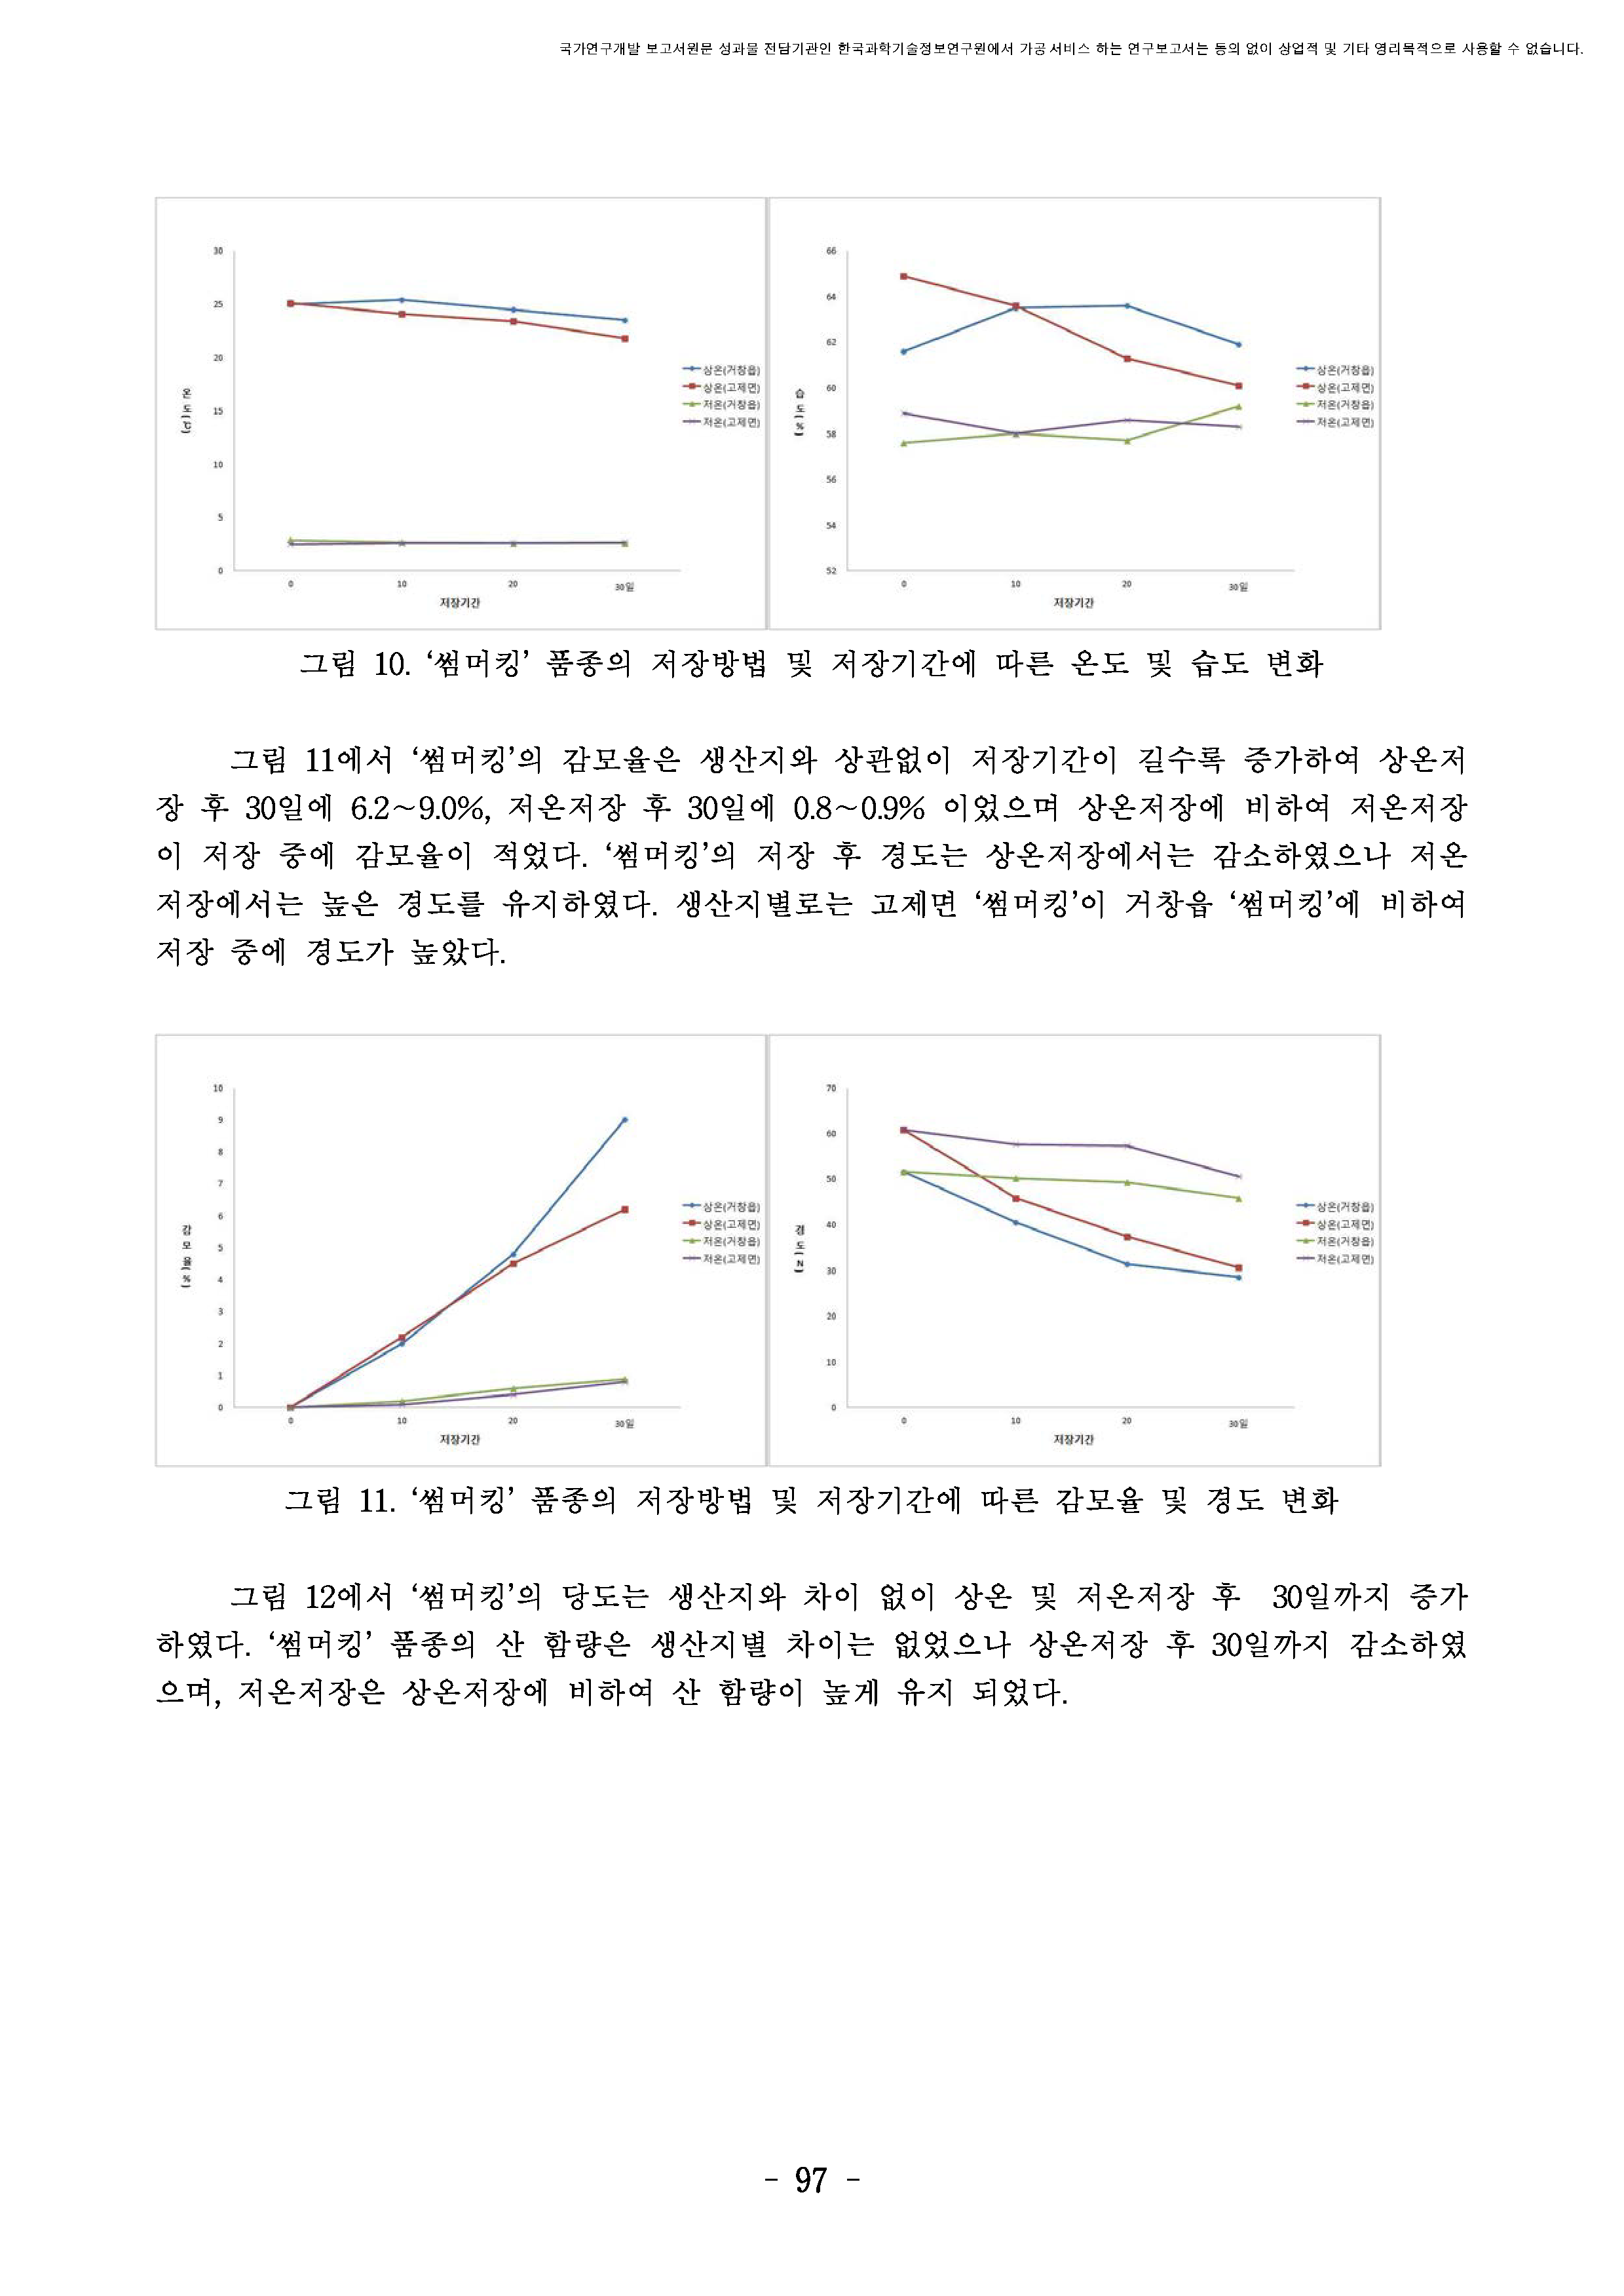 국가연구개발 보고서원문 성과물 전담기관인 한국과학기술정보연구원에서 가공·서비스 하는 연구보고서는 동의 없이 상업적 및 기타 영리목적으로 사용할 수 없습니다.
30
25
20
15
10
5
0
온도(℃)
0 10 20 30일
저장기간
상온(거창읍)
상온(고제면)
저온(거창읍)
저온(고제면)
66
64
62
60
58
56
54
52
습도(%)
0 10 20 30일
저장기간
상온(거창읍)
상온(고제면)
저온(거창읍)
저온(고제면)
그림 10. ‘썸머킹’ 품종의 저장방법 및 저장기간에 따른 온도 및 습도 변화
그림 11에서 ‘썸머킹’의 감모율은 생산지와 상관없이 저장기간이 길수록 증가하여 상온저
장 후 30일에 6.2~9.0%, 저온저장 후 30일에 0.8~0.9% 이었으며 상온저장에 비하여 저온저장
이 저장 중에 감모율이 적었다. ‘썸머킹’의 저장 후 경도는 상온저장에서는 감소하였으나 저온
저장에서는 높은 경도를 유지하였다. 생산지별로는 고제면 ‘썸머킹’이 거창읍 ‘썸머킹’에 비하여
저장 중에 경도가 높았다.
10
9
8
7
6
5
4
3
2
1
0
감모율(%)
0 10 20 30일
저장기간
상온(거창읍)
상온(고제면)
저온(거창읍)
저온(고제면)
70
60
50
40
30
20
10
0
경도(N)
0 10 20 30일
저장기간
상온(거창읍)
상온(고제면)
저온(거창읍)
저온(고제면)
그림 11. ‘썸머킹’ 품종의 저장방법 및 저장기간에 따른 감모율 및 경도 변화
그림 12에서 ‘썸머킹’의 당도는 생산지와 차이 없이 상온 및 저온저장 후 30일까지 증가
하였다. ‘썸머킹’ 품종의 산 함량은 생산지별 차이는 없었으나 상온저장 후 30일까지 감소하였
으며, 저온저장은 상온저장에 비하여 산 함량이 높게 유지 되었다.
- 97 -